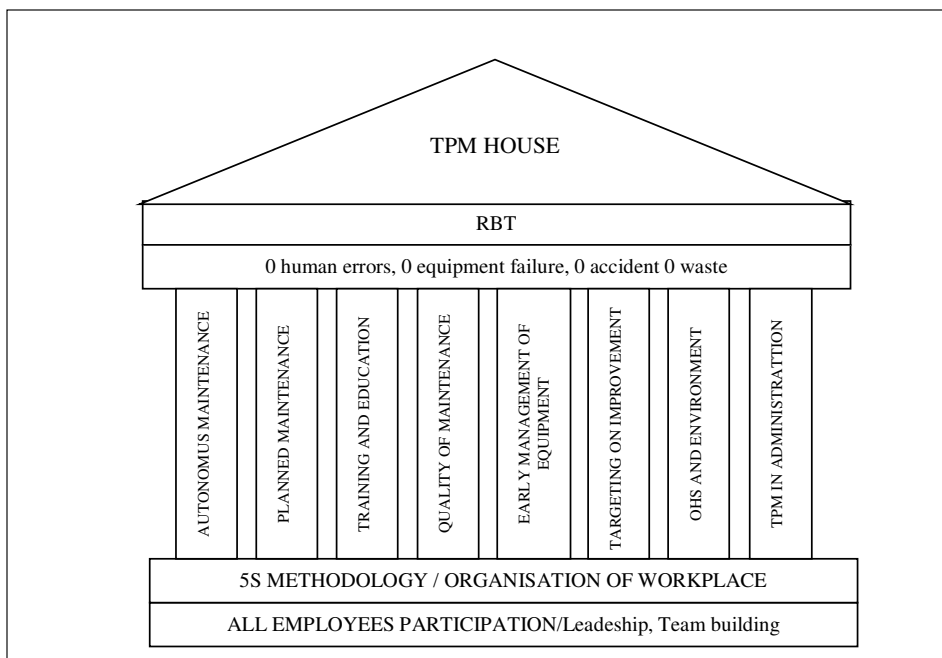 TPM HOUSE
RBT
0 human errors, 0 equipment failure, 0 accident 0 waste
AUTONOMUS MAINTENANCE
PLANNED MAINTENANCE
TRAINING AND EDUCATION
QUALITY OF MAINTENANCE
EARLY MANAGEMENT OF
EQUIPMENT
TARGETING ON IMPROVEMENT
OHS AND ENVIRONMENT
TPM IN ADMINISTRATTION
5S METHODOLOGY / ORGANISATION OF WORKPLACE
ALL EMPLOYEES PARTICIPATION/Leadeship, Team building